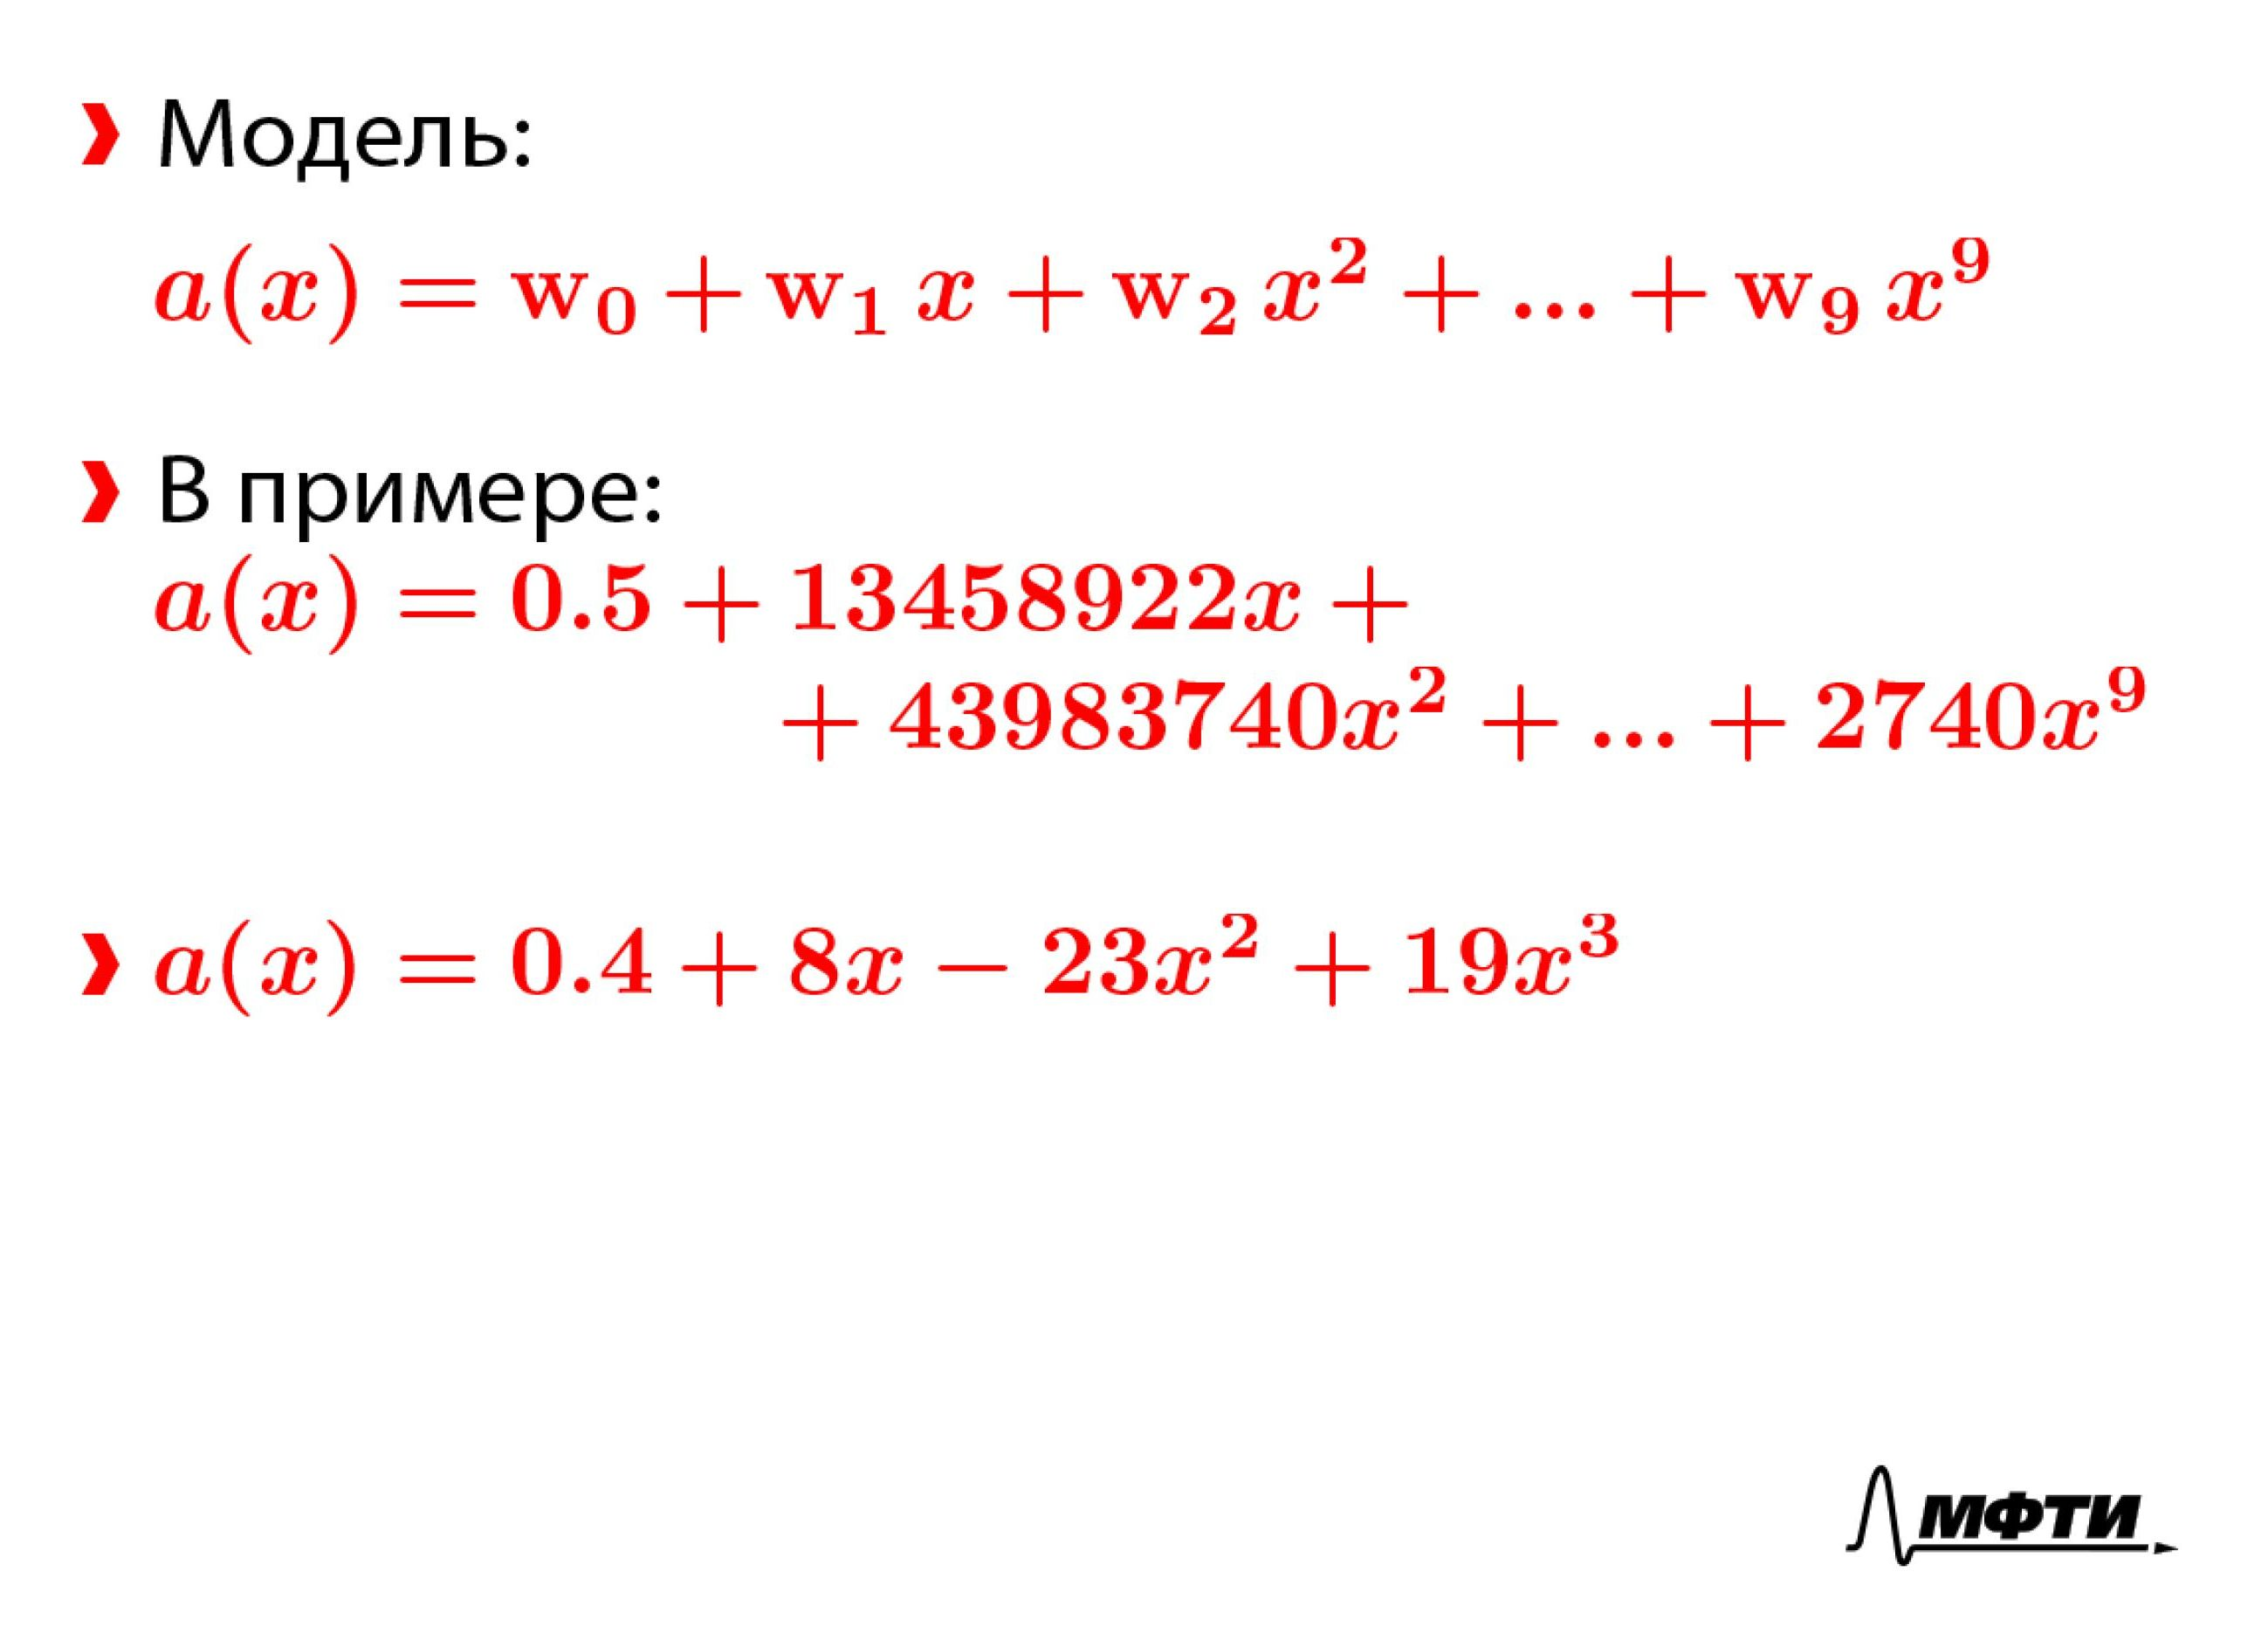 Модель:
a(x) = w₀ + w₁ x + w₂ x² + ... + w₉ x⁹
В примере:
a(x) = 0.5 + 13458922x +
+ 43983740x² + ... + 2740x⁹
a(x) = 0.4 + 8x − 23x² + 19x³
МФТИ